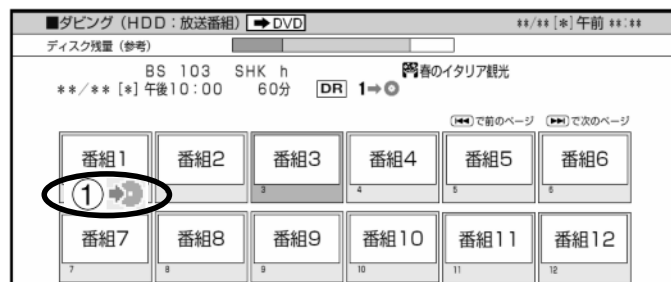 ■ダビング（HDD：放送番組）➡DVD　**/**[*]午前 **:**
ディスク残量（参考）
BS 103 SHK h　春のイタリア観光
**/**[*]午後10:00　60分　DR　1➡
⏮で前のページ　⏭で次のページ
番組1　番組2　番組3　番組4　番組5　番組6
①➡　3　4　5　6
番組7　番組8　番組9　番組10　番組11　番組12
7　8　9　10　11　12